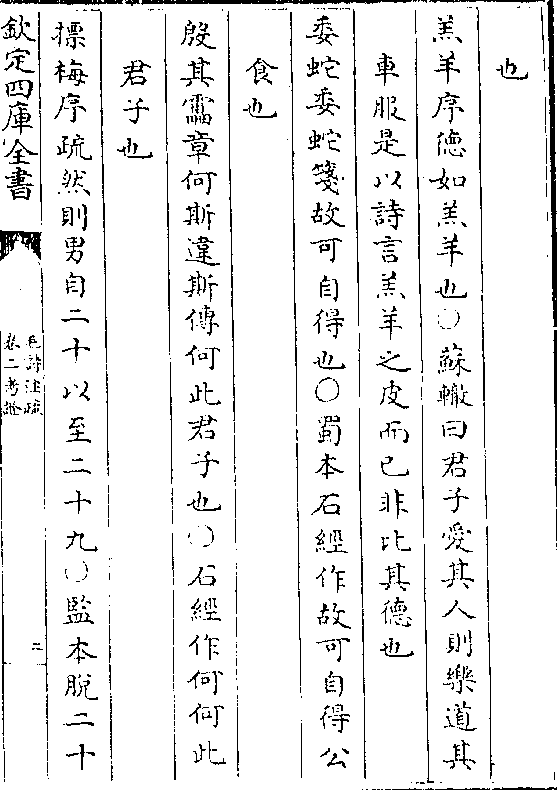 也
羔羊序德如羔羊也○蘇轍曰君子愛其人則樂道其
車服是以詩言羔羊之皮而已非比其德也
委蛇委蛇箋故可自得也○蜀本石經作故可自得公
食也
殷其靁章何斯違斯傳何此君子也○石經作何何此
君子也
摽梅序疏然則男自二十以至二十九○監本脫二十
欽定四庫全書
毛詩注疏
卷二考證
二